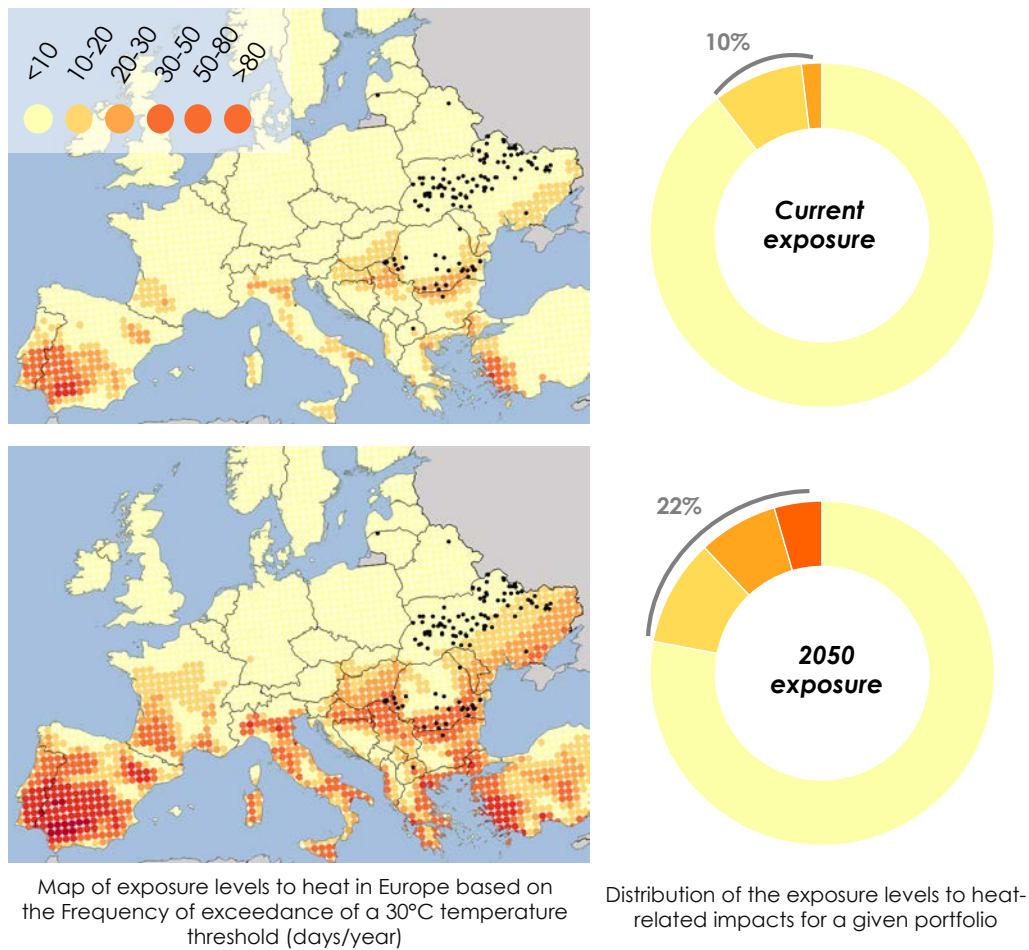 <10
10-20
20-30
30-50
50-80
>80
10%
Current
exposure
22%
2050
exposure
Map of exposure levels to heat in Europe based on
the Frequency of exceedance of a 30°C temperature
threshold (days/year)
Distribution of the exposure levels to heat-
related impacts for a given portfolio